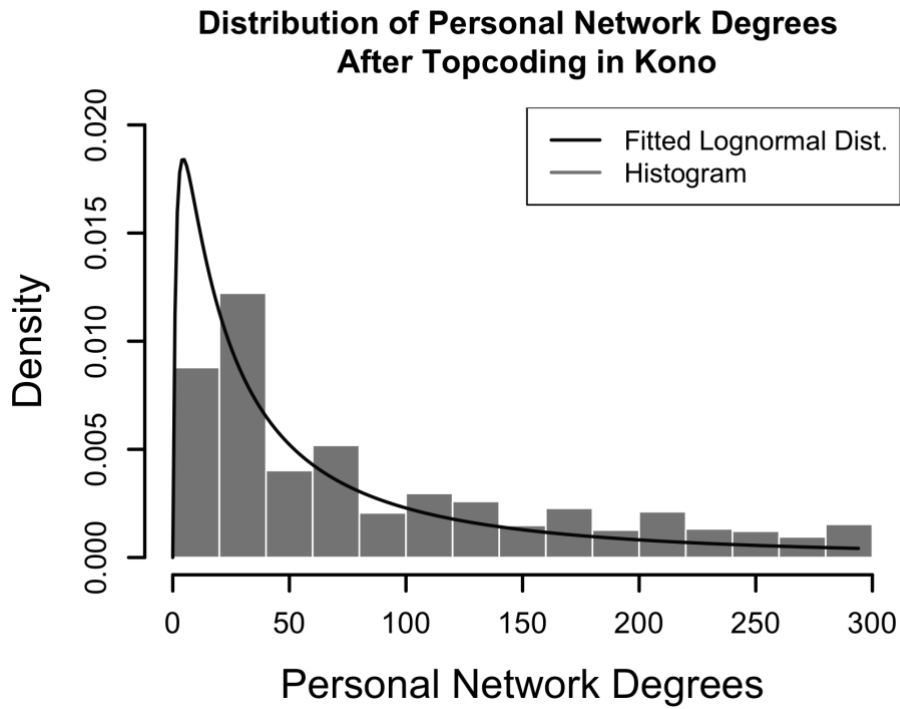 Distribution of Personal Network Degrees
After Topcoding in Kono
Fitted Lognormal Dist.
Histogram
Density
0.020
0.015
0.010
0.005
0.000
0 50 100 150 200 250 300
Personal Network Degrees